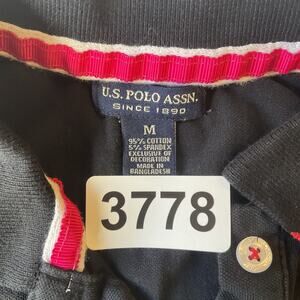 U.S. POLO ASSN.
SINCE 1890
M
95% COTTON
5% SPANDEX
EXCLUSIVE OF
DECORATION
MADE IN
BANGLADESH
3778